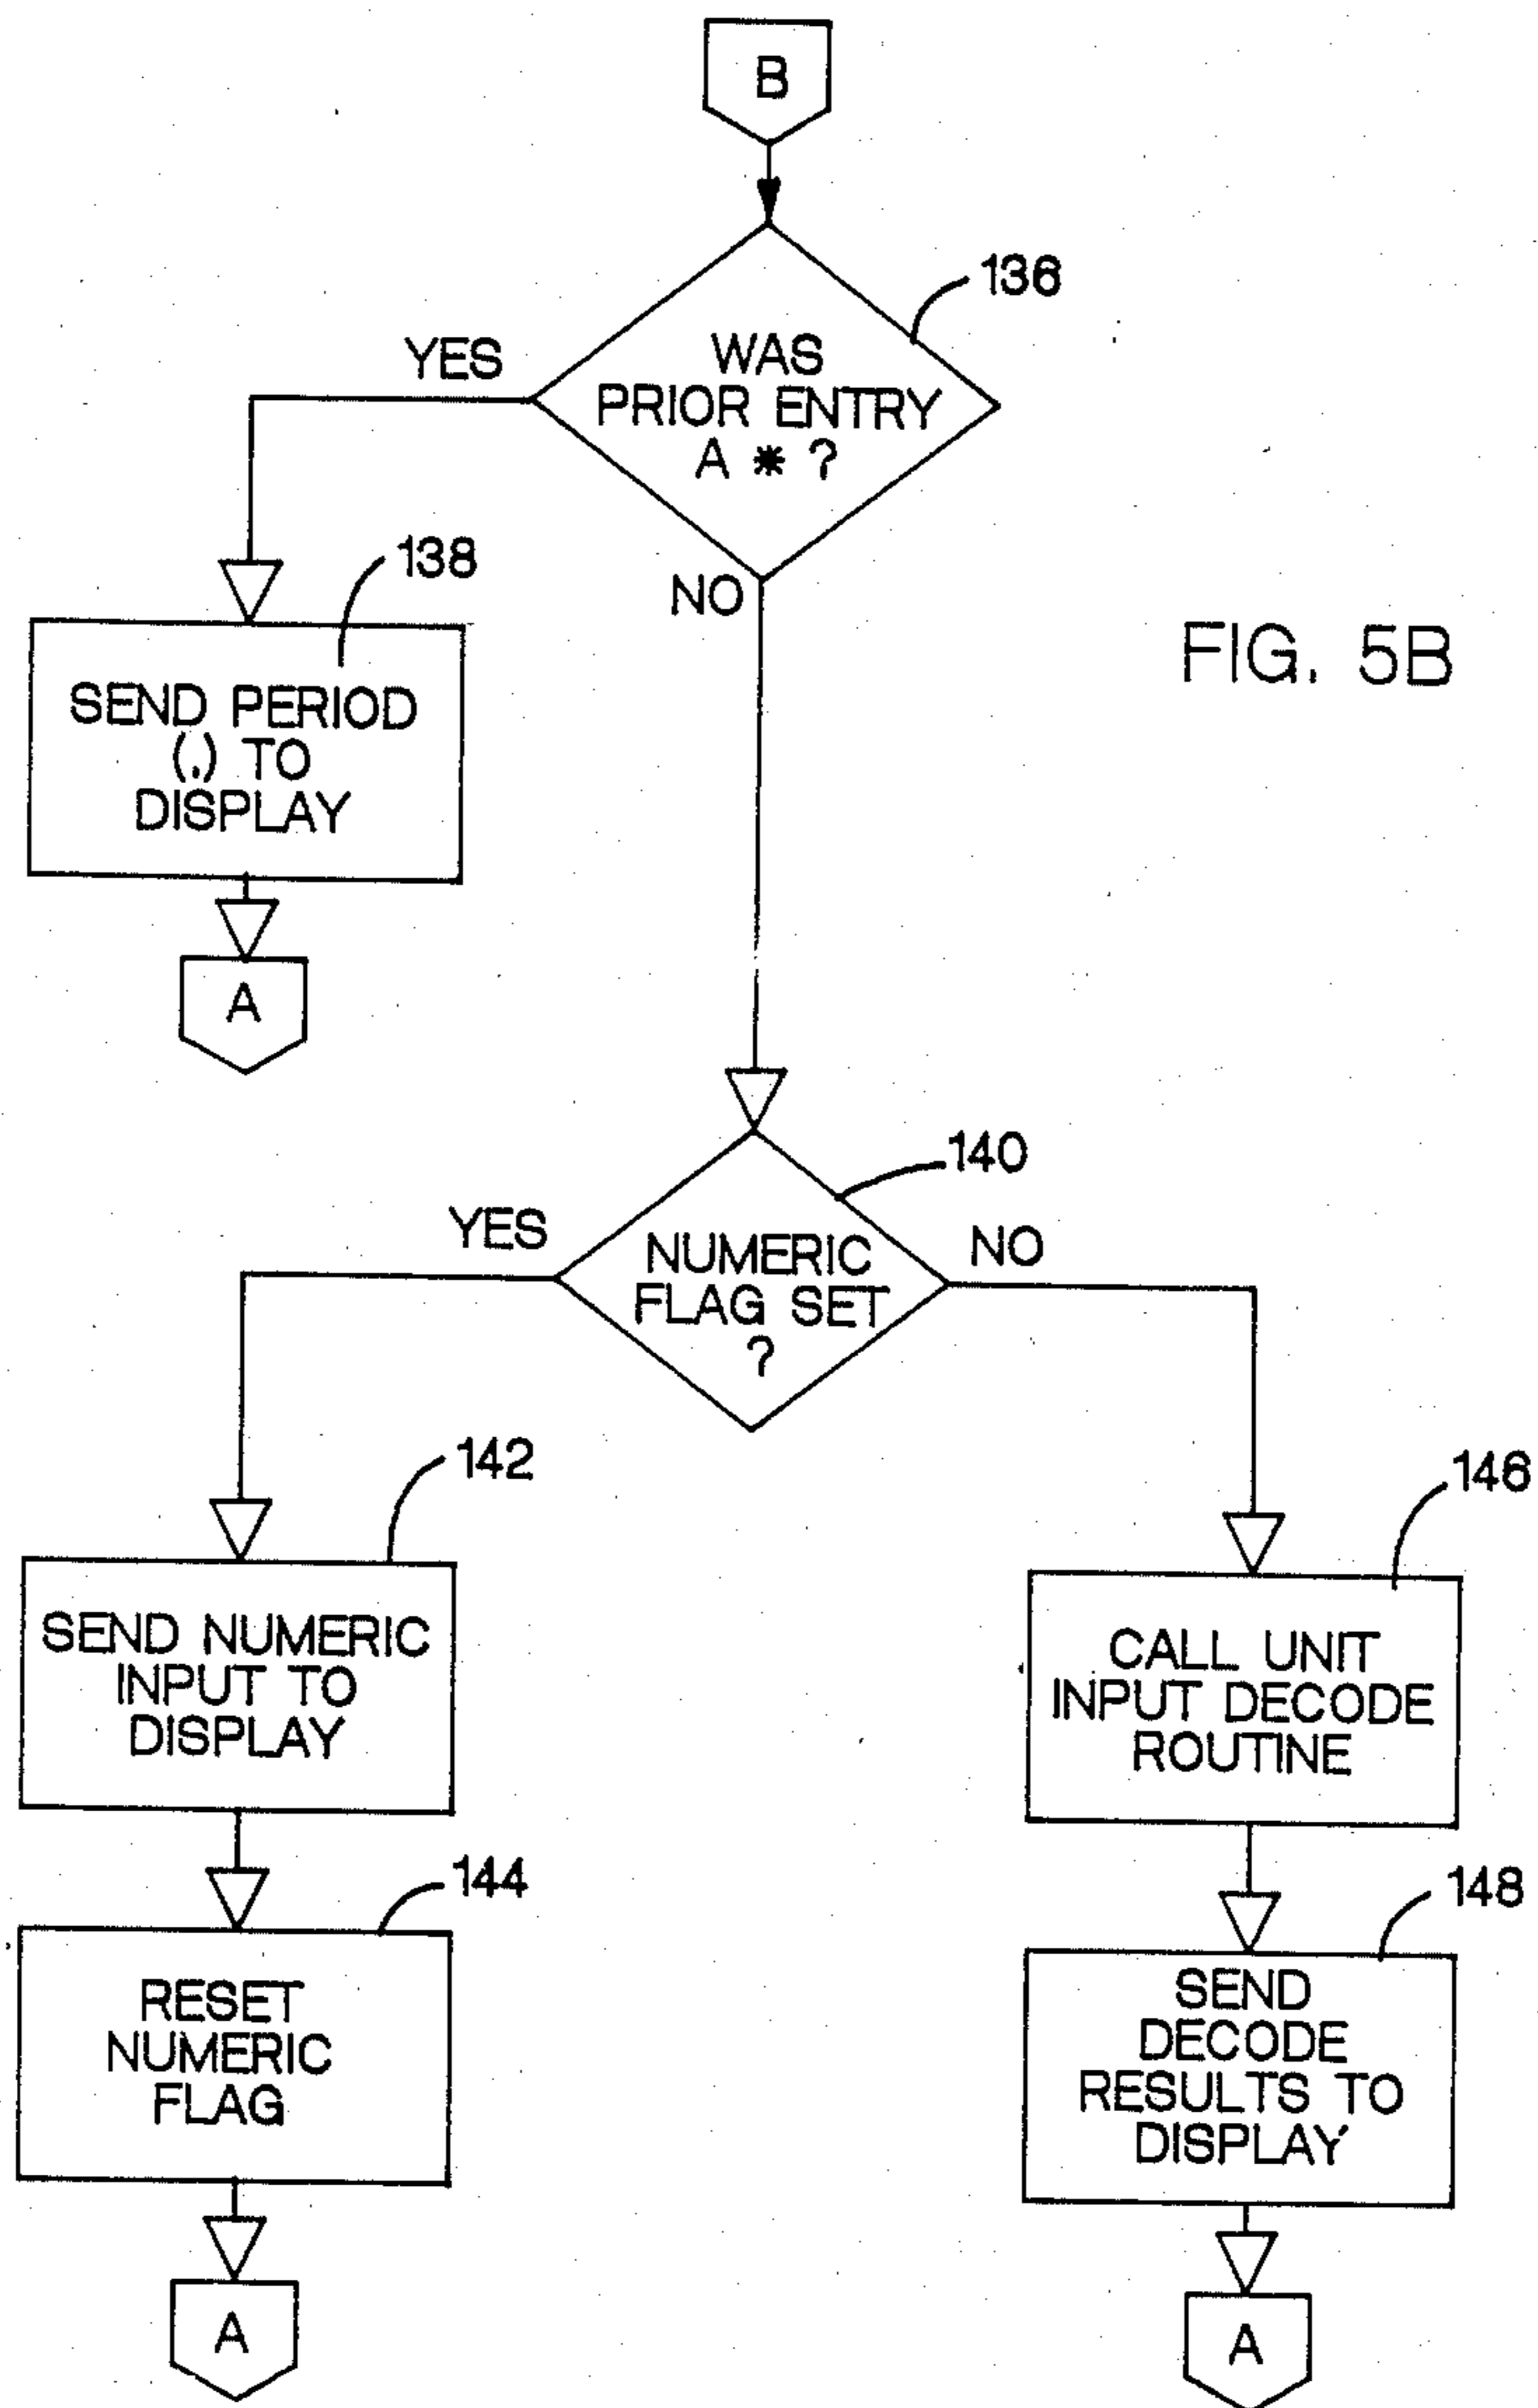 B
136
YES
WAS
PRIOR ENTRY
A * ?
138
NO
FIG. 5B
SEND PERIOD
(.) TO
DISPLAY
A
140
YES
NUMERIC
FLAG SET
?
NO
142
146
SEND NUMERIC
INPUT TO
DISPLAY
CALL UNIT
INPUT DECODE
ROUTINE
144
148
RESET
NUMERIC
FLAG
SEND
DECODE
RESULTS TO
DISPLAY
A
A